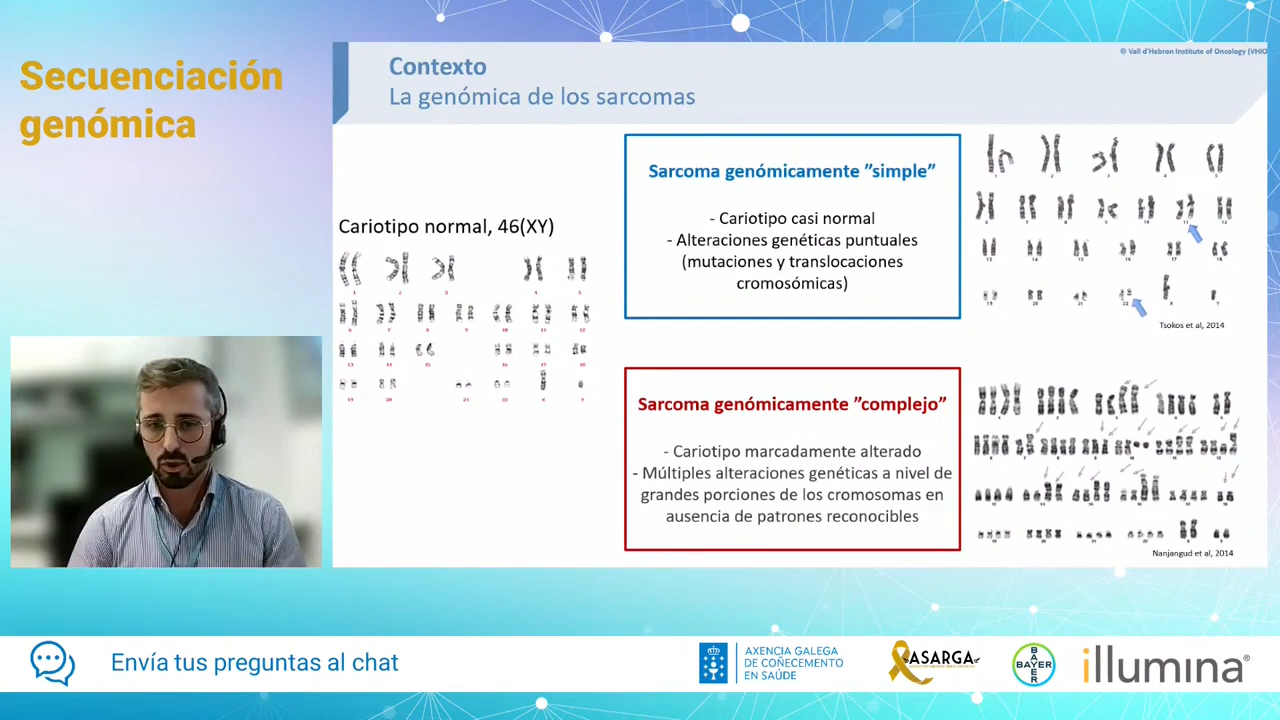 Secuenciación
genómica
© Vall d'Hebron Institute of Oncology (VHIO
Contexto
La genómica de los sarcomas
Cariotipo normal, 46(XY)
Sarcoma genómicamente ”simple”
- Cariotipo casi normal
- Alteraciones genéticas puntuales
(mutaciones y translocaciones
cromosómicas)
Tsokos et al, 2014
Sarcoma genómicamente ”complejo”
- Cariotipo marcadamente alterado
- Múltiples alteraciones genéticas a nivel de
grandes porciones de los cromosomas en
ausencia de patrones reconocibles
Nanjangud et al, 2014
Envía tus preguntas al chat
AXENCIA GALEGA
DE COÑECEMENTO
EN SAÚDE
ASARGA
BAYER
BAYER
illumina®